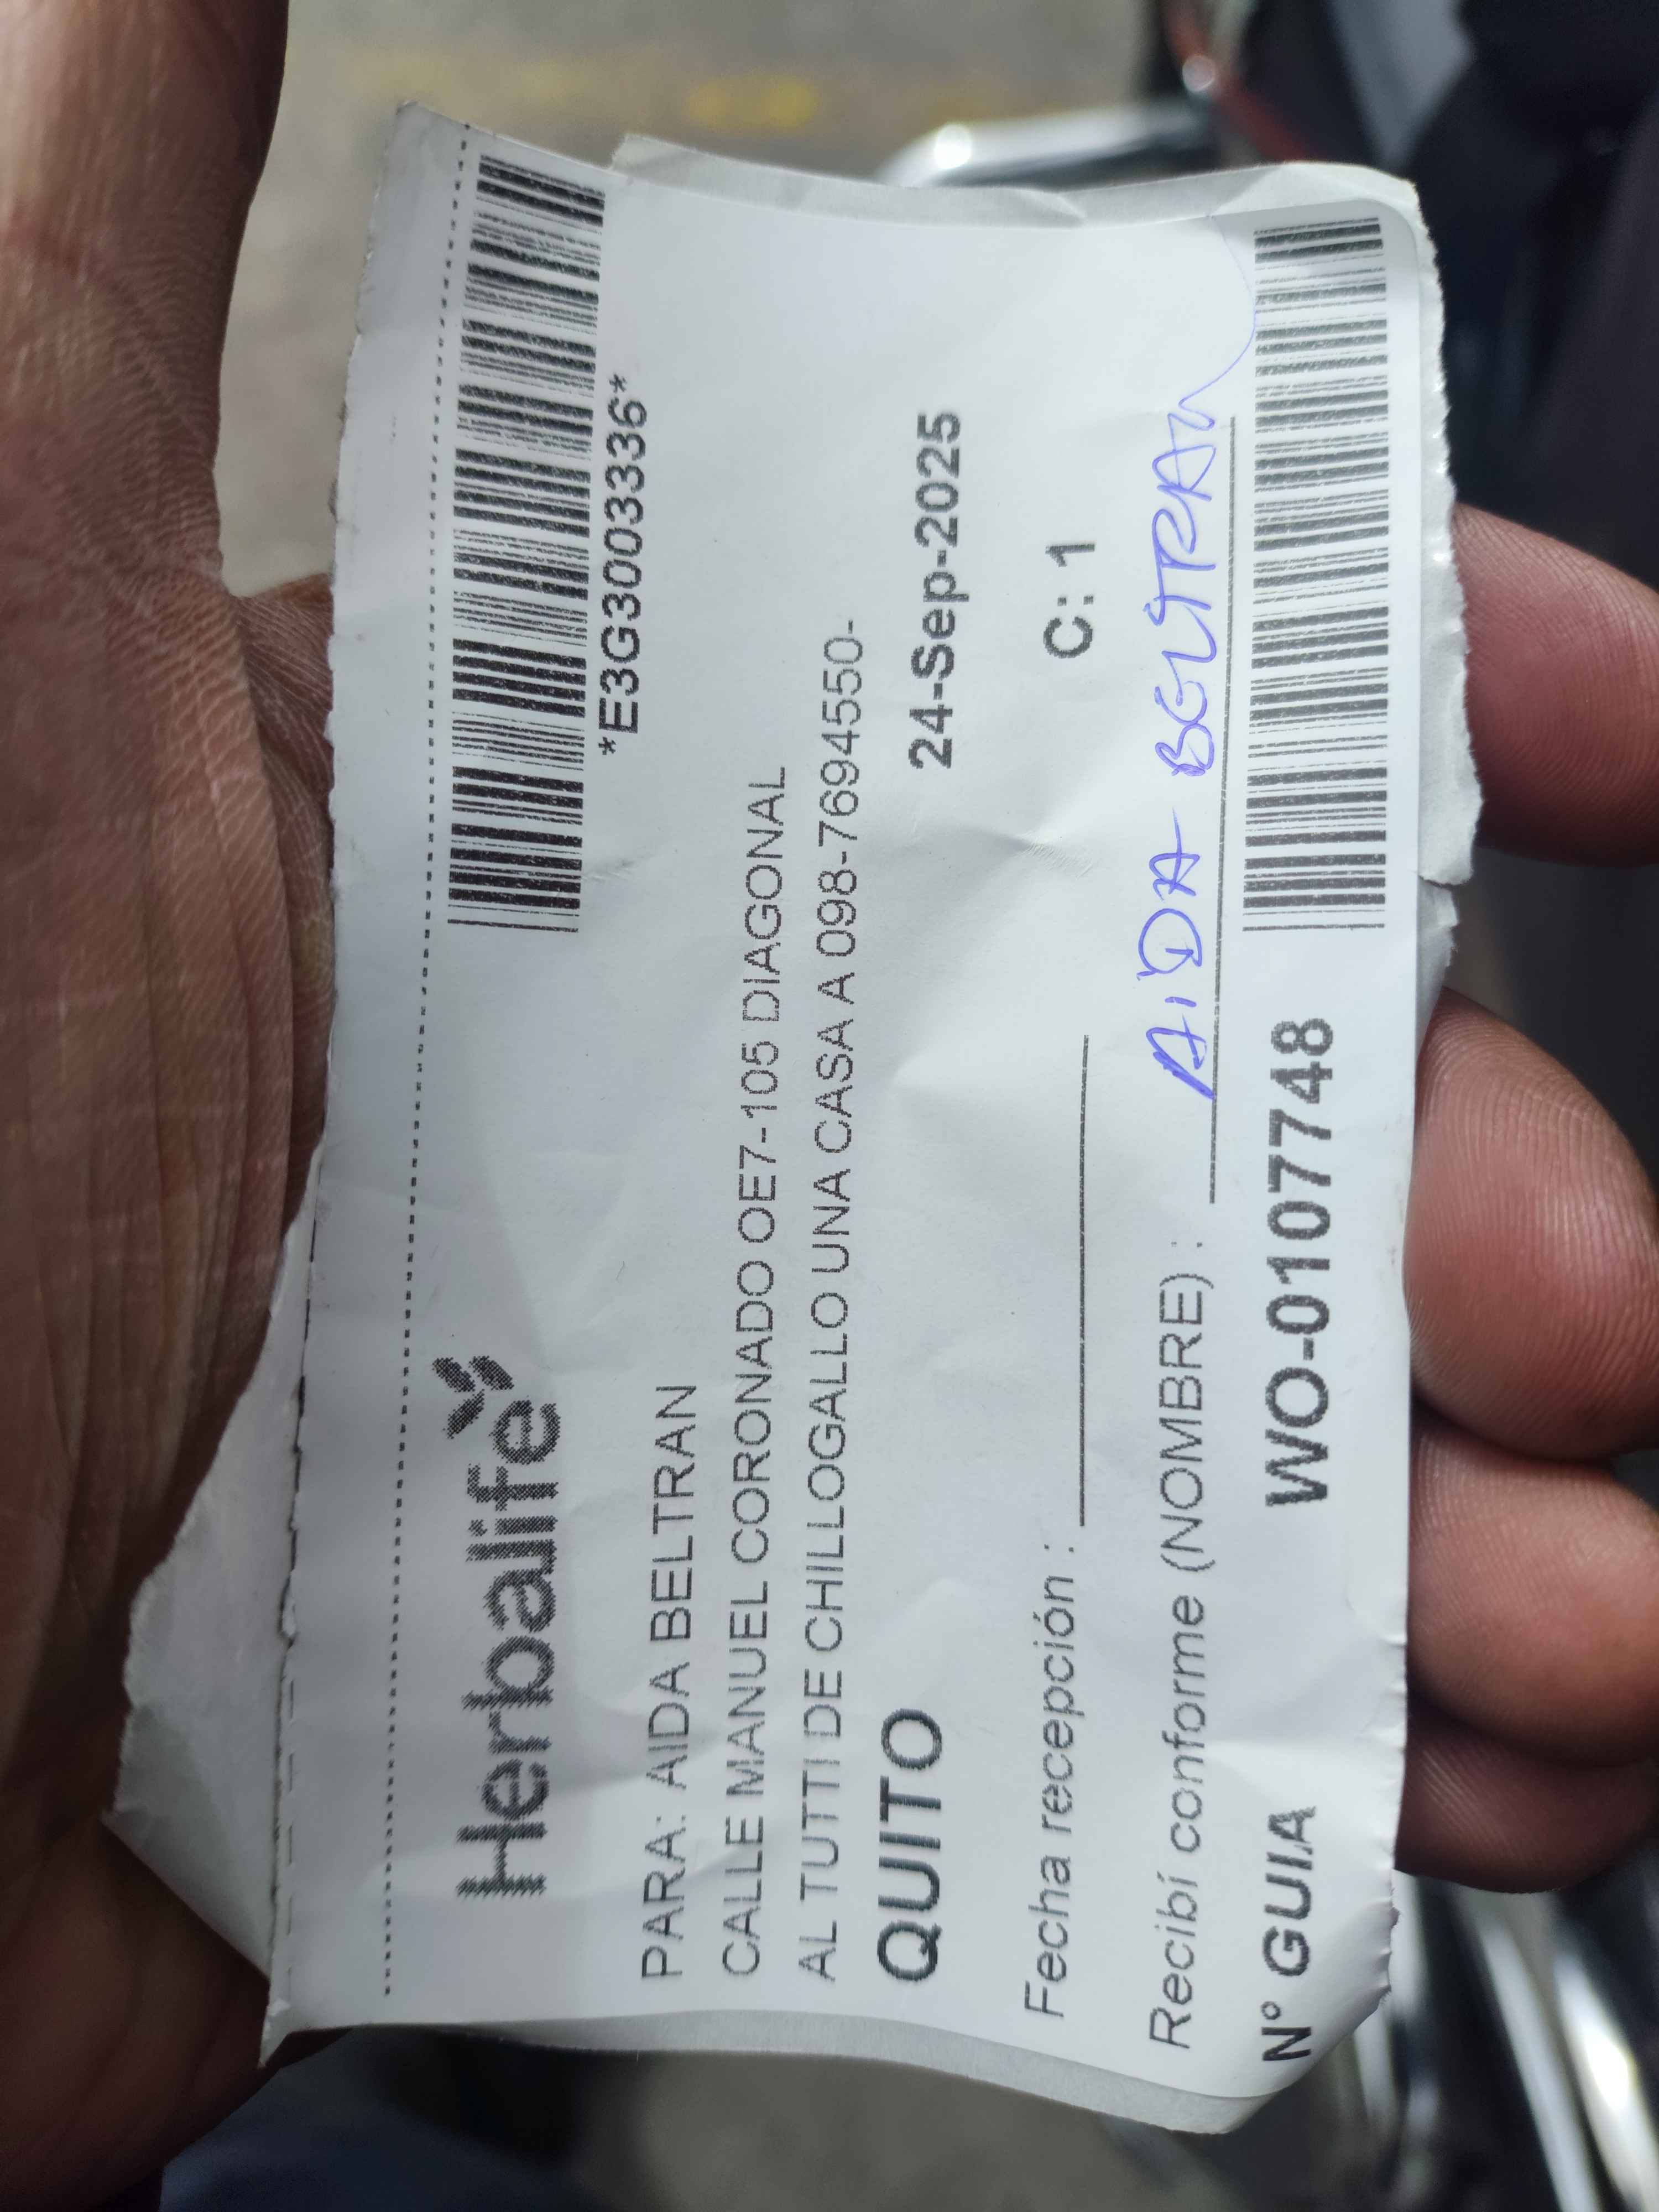 Herbalife
*E3G3003336*
PARA: AIDA BELTRAN
CALLE MANUEL CORONADO OE7-105 DIAGONAL
AL TUTTI DE CHILLOGALLO UNA CASA A 098-7694550-
QUITO 24-Sep-2025
Fecha recepción : C: 1
Recibí conforme (NOMBRE) : AiDA BELTRAN
N° GUIA WO-0107748